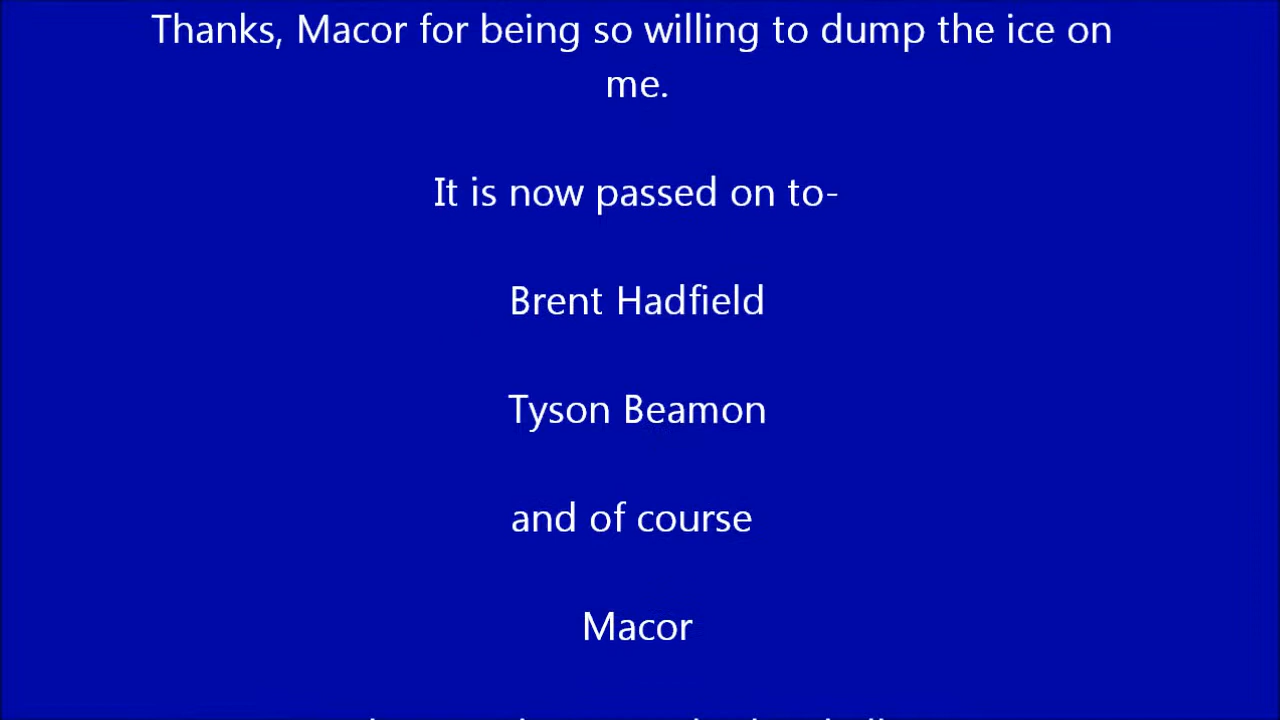 Thanks, Macor for being so willing to dump the ice on
me.
It is now passed on to-
Brent Hadfield
Tyson Beamon
and of course
Macor